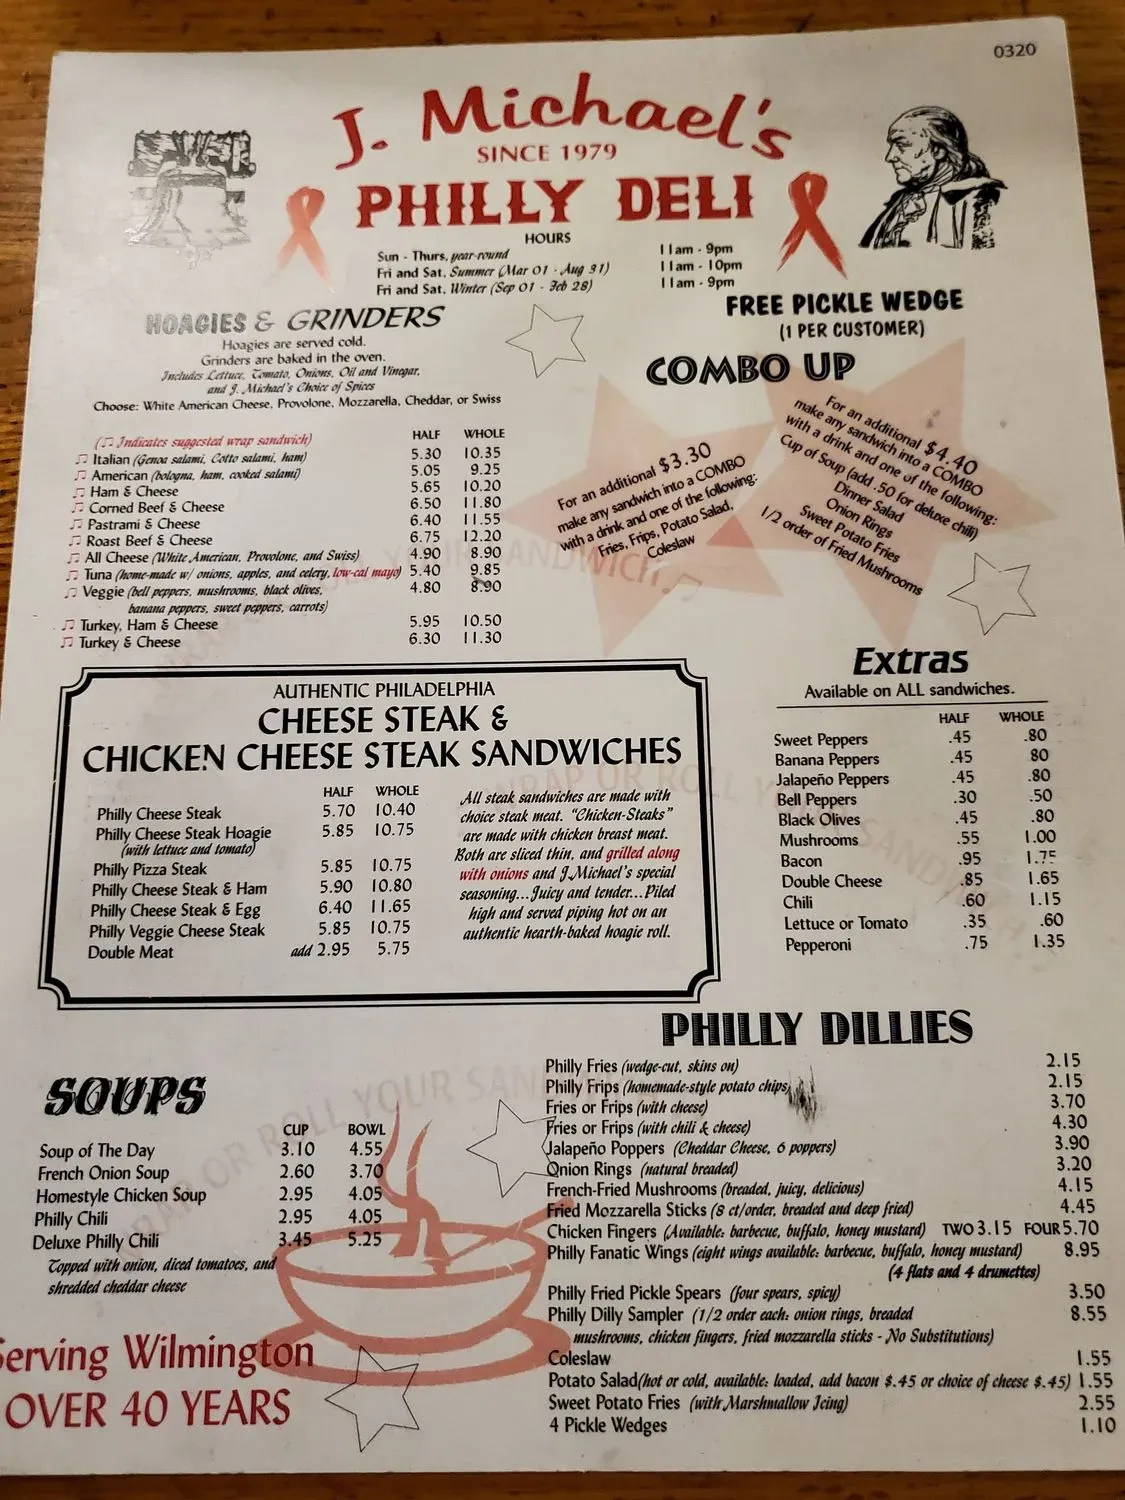 0320
J. Michael's
SINCE 1979
PHILLY DELI
HOURS
Sun - Thurs, year-round 11am - 9pm
Fri and Sat, Summer (Mar 01 - Aug 31) 11am - 10pm
Fri and Sat, Winter (Sep 01 - Feb 28) 11am - 9pm
FREE PICKLE WEDGE
(1 PER CUSTOMER)
HOAGIES & GRINDERS
Hoagies are served cold.
Grinders are baked in the oven.
Includes Lettuce, Tomato, Onions, Oil and Vinegar,
and J. Michael's Choice of Spices
Choose: White American Cheese, Provolone, Mozzarella, Cheddar, or Swiss
(♫ Indicates suggested wrap sandwich) HALF WHOLE
♫ Italian (Genoa salami, Cotto salami, ham) 5.30 10.35
♫ American (bologna, ham, cooked salami) 5.05 9.25
♫ Ham & Cheese 5.65 10.20
♫ Corned Beef & Cheese 6.50 11.80
♫ Pastrami & Cheese 6.40 11.55
♫ Roast Beef & Cheese 6.75 12.20
♫ All Cheese (White American, Provolone, and Swiss) 4.90 8.90
♫ Tuna (home-made w/ onions, apples, and celery, low-cal mayo) 5.40 9.85
♫ Veggie (bell peppers, mushrooms, black olives, 4.80 8.90
banana peppers, sweet peppers, carrots)
♫ Turkey, Ham & Cheese 5.95 10.50
♫ Turkey & Cheese 6.30 11.30
COMBO UP
For an additional $3.30
make any sandwich into a COMBO
with a drink and one of the following:
Fries, Frips, Potato Salad,
Coleslaw
For an additional $4.40
make any sandwich into a COMBO
with a drink and one of the following:
Cup of Soup (add .50 for deluxe chili)
Dinner Salad
Onion Rings
Sweet Potato Fries
1/2 order of Fried Mushrooms
AUTHENTIC PHILADELPHIA
CHEESE STEAK &
CHICKEN CHEESE STEAK SANDWICHES
HALF WHOLE
Philly Cheese Steak 5.70 10.40
Philly Cheese Steak Hoagie 5.85 10.75
(with lettuce and tomato)
Philly Pizza Steak 5.85 10.75
Philly Cheese Steak & Ham 5.90 10.80
Philly Cheese Steak & Egg 6.40 11.65
Philly Veggie Cheese Steak 5.85 10.75
Double Meat add 2.95 5.75
All steak sandwiches are made with
choice steak meat. "Chicken-Steaks"
are made with chicken breast meat.
Both are sliced thin, and grilled along
with onions and J.Michael's special
seasoning...Juicy and tender...Piled
high and served piping hot on an
authentic hearth-baked hoagie roll.
Extras
Available on ALL sandwiches.
HALF WHOLE
Sweet Peppers .45 .80
Banana Peppers .45 80
Jalapeño Peppers .45 .80
Bell Peppers .30 .50
Black Olives .45 .80
Mushrooms .55 1.00
Bacon .95 1.75
Double Cheese .85 1.65
Chili .60 1.15
Lettuce or Tomato .35 .60
Pepperoni .75 1.35
WRAP OR ROLL YOUR SANDWICH
SOUPS
CUP BOWL
Soup of The Day 3.10 4.55
French Onion Soup 2.60 3.70
Homestyle Chicken Soup 2.95 4.05
Philly Chili 2.95 4.05
Deluxe Philly Chili 3.45 5.25
Topped with onion, diced tomatoes, and
shredded cheddar cheese
Serving Wilmington
OVER 40 YEARS
PHILLY DILLIES
Philly Fries (wedge-cut, skins on) 2.15
Philly Frips (homemade-style potato chips) 2.15
Fries or Frips (with cheese) 3.70
Fries or Frips (with chili & cheese) 4.30
Jalapeño Poppers (Cheddar Cheese, 6 poppers) 3.90
Onion Rings (natural breaded) 3.20
French-Fried Mushrooms (breaded, juicy, delicious) 4.15
Fried Mozzarella Sticks (8 ct/order, breaded and deep fried) 4.45
Chicken Fingers (Available: barbecue, buffalo, honey mustard) TWO 3.15 FOUR 5.70
Philly Fanatic Wings (eight wings available: barbecue, buffalo, honey mustard) 8.95
(4 flats and 4 drumettes)
Philly Fried Pickle Spears (four spears, spicy) 3.50
Philly Dilly Sampler (1/2 order each: onion rings, breaded 8.55
mushrooms, chicken fingers, fried mozzarella sticks - No Substitutions)
Coleslaw 1.55
Potato Salad (hot or cold, available: loaded, add bacon $.45 or choice of cheese $.45) 1.55
Sweet Potato Fries (with Marshmallow Icing) 2.55
4 Pickle Wedges 1.10